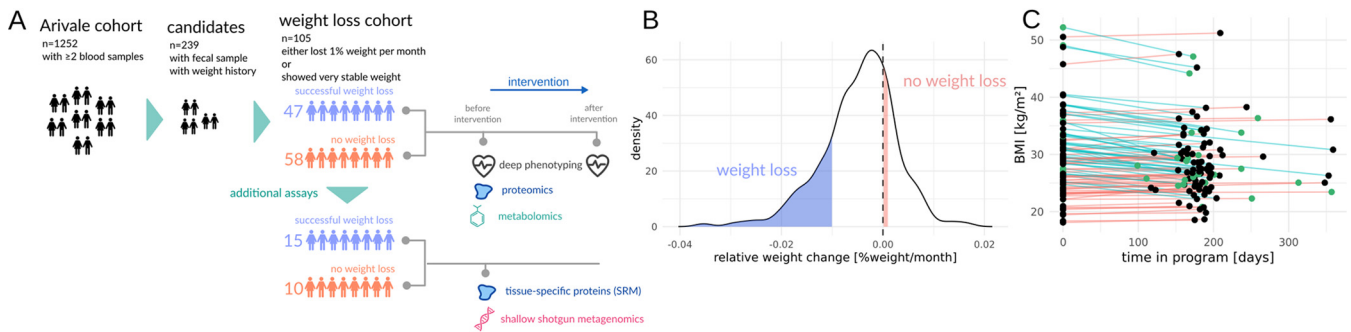 A
Arivale cohort
n=1252
with ≥2 blood samples
candidates
n=239
with fecal sample
with weight history
weight loss cohort
n=105
either lost 1% weight per month
or
showed very stable weight
successful weight loss
47
no weight loss
58
additional assays
successful weight loss
15
no weight loss
10
intervention
before
intervention
after
intervention
deep phenotyping
proteomics
metabolomics
tissue-specific proteins (SRM)
shallow shotgun metagenomics
B
density
60
40
20
0
weight loss
no weight loss
-0.04
-0.02
0.00
0.02
relative weight change [%weight/month]
C
BMI [kg/m²]
50
40
30
20
0
100
200
300
time in program [days]